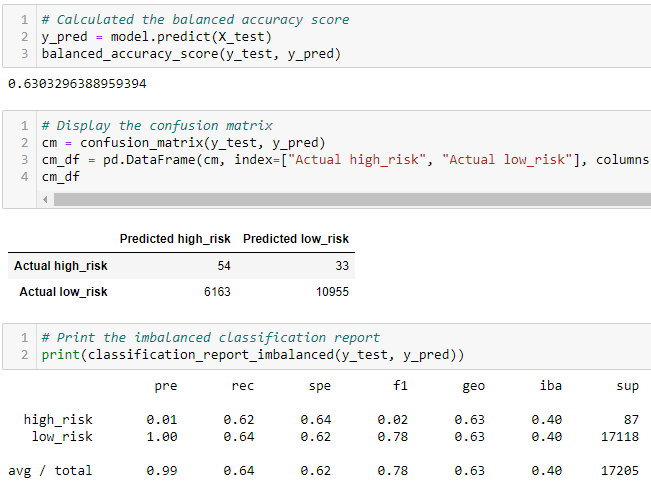 1 # Calculated the balanced accuracy score
2 y_pred = model.predict(X_test)
3 balanced_accuracy_score(y_test, y_pred)
0.6303296388959394
1 # Display the confusion matrix
2 cm = confusion_matrix(y_test, y_pred)
3 cm_df = pd.DataFrame(cm, index=["Actual high_risk", "Actual low_risk"], columns
4 cm_df
Predicted high_risk Predicted low_risk
Actual high_risk 54 33
Actual low_risk 6163 10955
1 # Print the imbalanced classification report
2 print(classification_report_imbalanced(y_test, y_pred))
pre rec spe f1 geo iba sup
high_risk 0.01 0.62 0.64 0.02 0.63 0.40 87
low_risk 1.00 0.64 0.62 0.78 0.63 0.40 17118
avg / total 0.99 0.64 0.62 0.78 0.63 0.40 17205